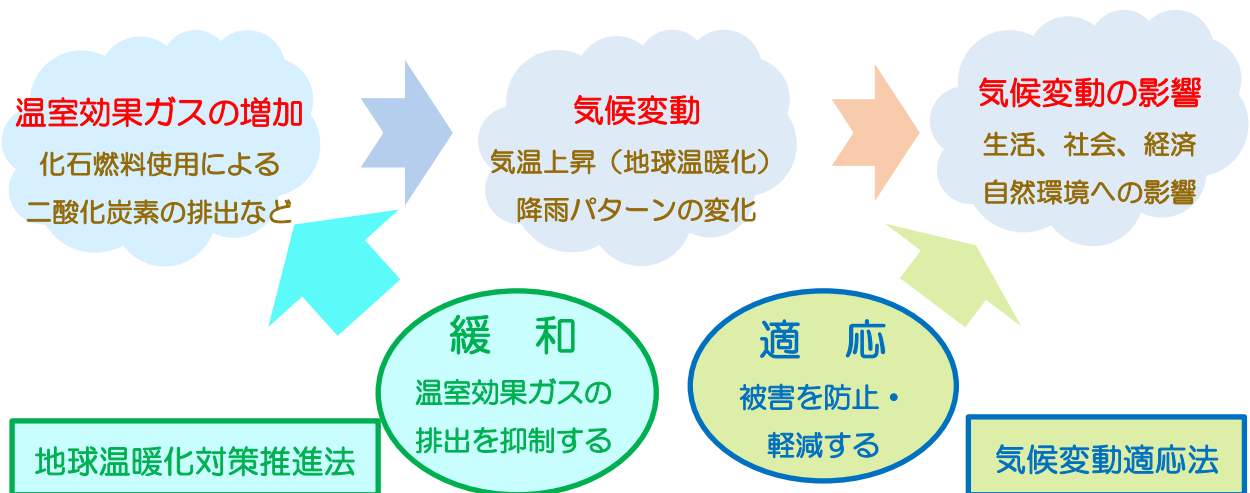 温室効果ガスの増加
化石燃料使用による
二酸化炭素の排出など
気候変動
気温上昇（地球温暖化）
降雨パターンの変化
気候変動の影響
生活、社会、経済
自然環境への影響
緩　和
温室効果ガスの
排出を抑制する
適　応
被害を防止・
軽減する
地球温暖化対策推進法
気候変動適応法